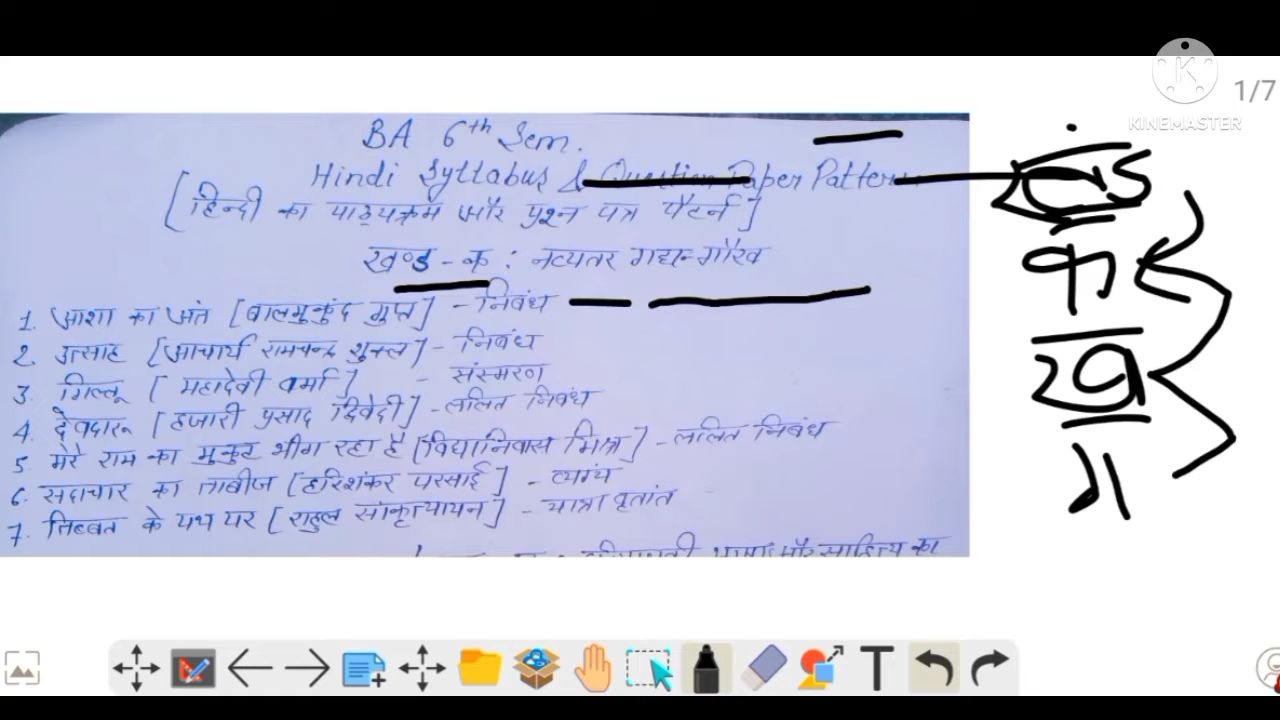 1/7
KINEMASTER
BA 6th Sem.
Hindi Syllabus & Question Paper Pattern
[हिन्दी का पाठ्यक्रम और प्रश्न पत्र पैटर्न]
खण्ड - क : नव्यतर गद्य-गौरव
1. आशा का अंत [बालमुकुंद गुप्त] - निबंध
2. उत्साह [आचार्य रामचन्द्र शुक्ल] - निबंध
3. गिल्लू [महादेवी वर्मा] - संस्मरण
4. देवदारू [हजारी प्रसाद द्विवेदी] - ललित निबंध
5. मेरे राम का मुकुट भीग रहा है [विद्यानिवास मिश्र] - ललित निबंध
6. सदाचार का ताबीज [हरिशंकर परसाई] - व्यंग्य
7. तिब्बत के पथ पर [राहुल सांकृत्यायन] - यात्रा वृतांत
भाषा और साहित्य का
क
ख
ग
T